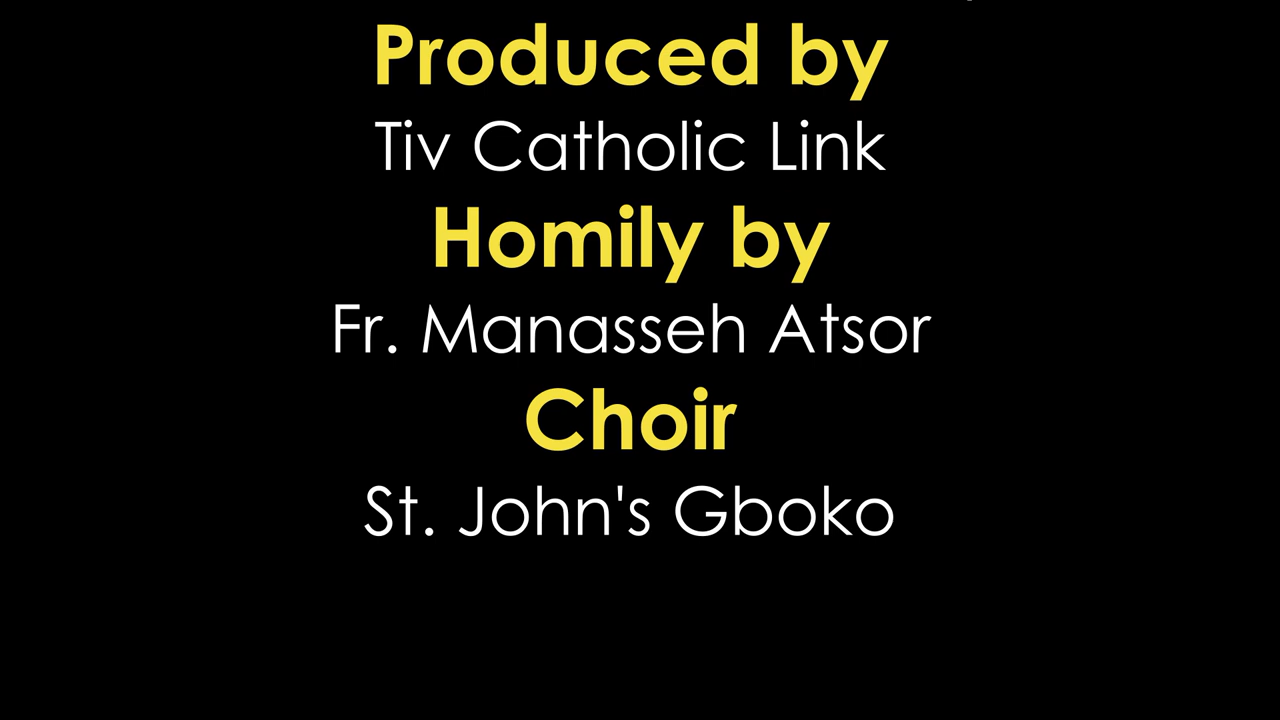 Produced by
Tiv Catholic Link
Homily by
Fr. Manasseh Atsor
Choir
St. John's Gboko